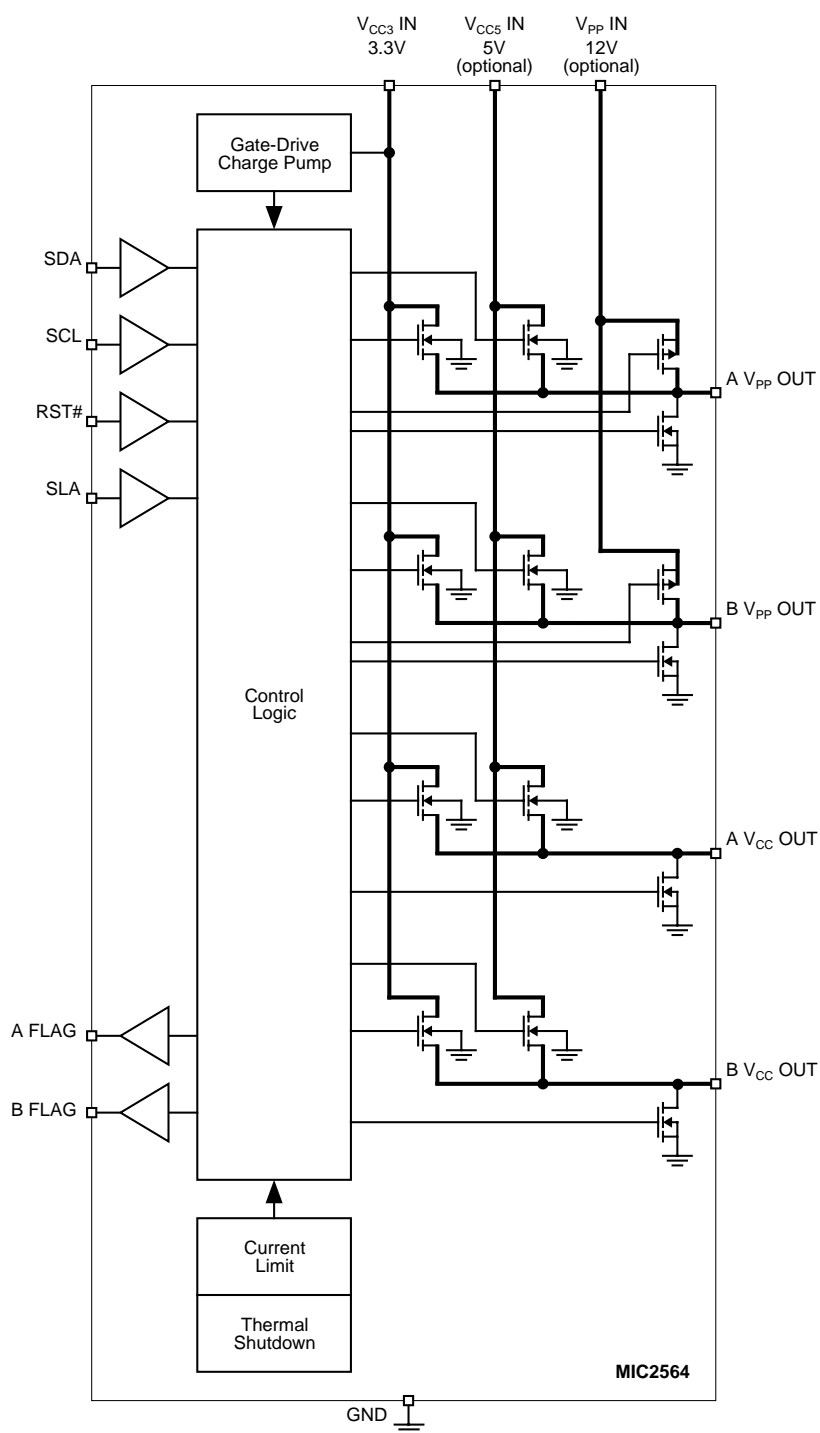 VCC3 IN
3.3V
VCC5 IN
5V
(optional)
VPP IN
12V
(optional)
Gate-Drive
Charge Pump
SDA
SCL
RST#
SLA
A VPP OUT
B VPP OUT
Control
Logic
A VCC OUT
A FLAG
B FLAG
B VCC OUT
Current
Limit
Thermal
Shutdown
MIC2564
GND